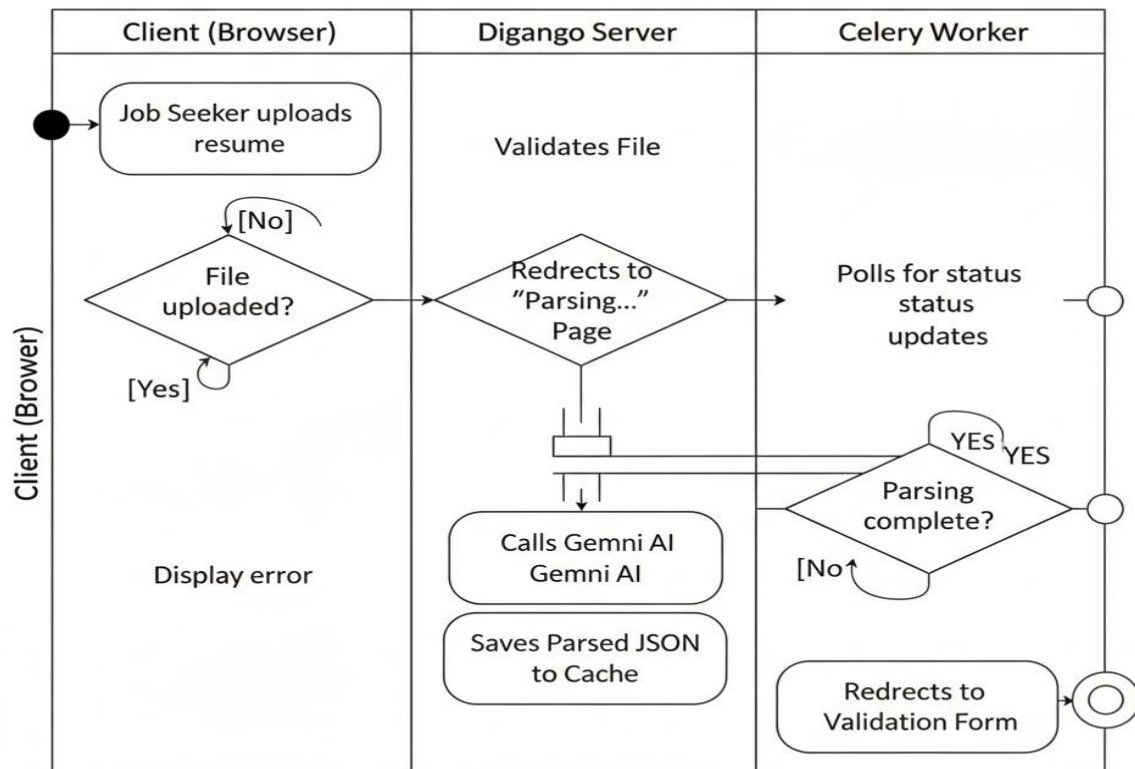 Client (Browser)
Digango Server
Celery Worker
Job Seeker uploads
resume
Validates File
[No]
File
uploaded?
[Yes]
Redrects to
“Parsing...”
Page
Polls for status
status
updates
Client (Brower)
YEs
YES
Parsing
complete?
[No
Calls Gemni AI
Gemni AI
Display error
Saves Parsed JSON
to Cache
Redrects to
Validation Form